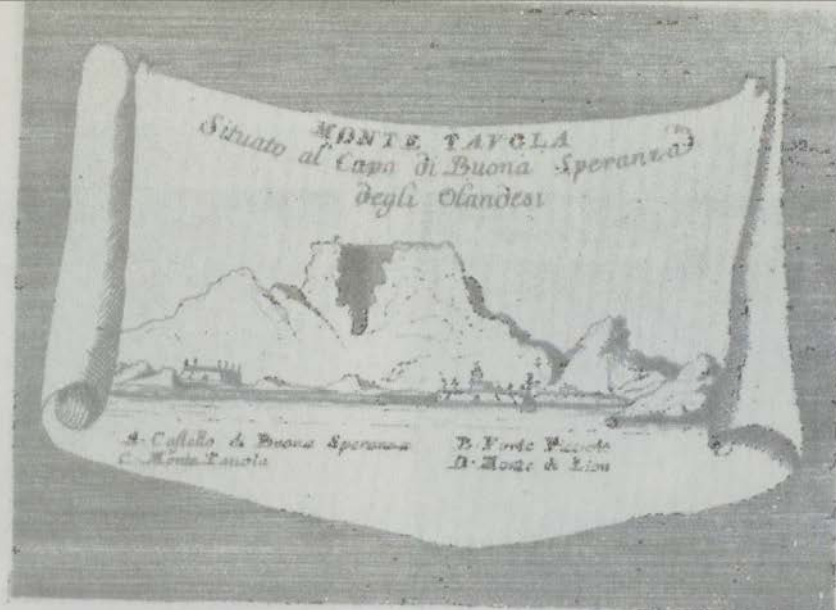 MONTE TAVOLA
Situato al Capo di Buona Speranza
degli Olandesi
A. Castello di Buona Speranza B. Forte Piccolo
C. Monte Tavola D. Monte di Lion